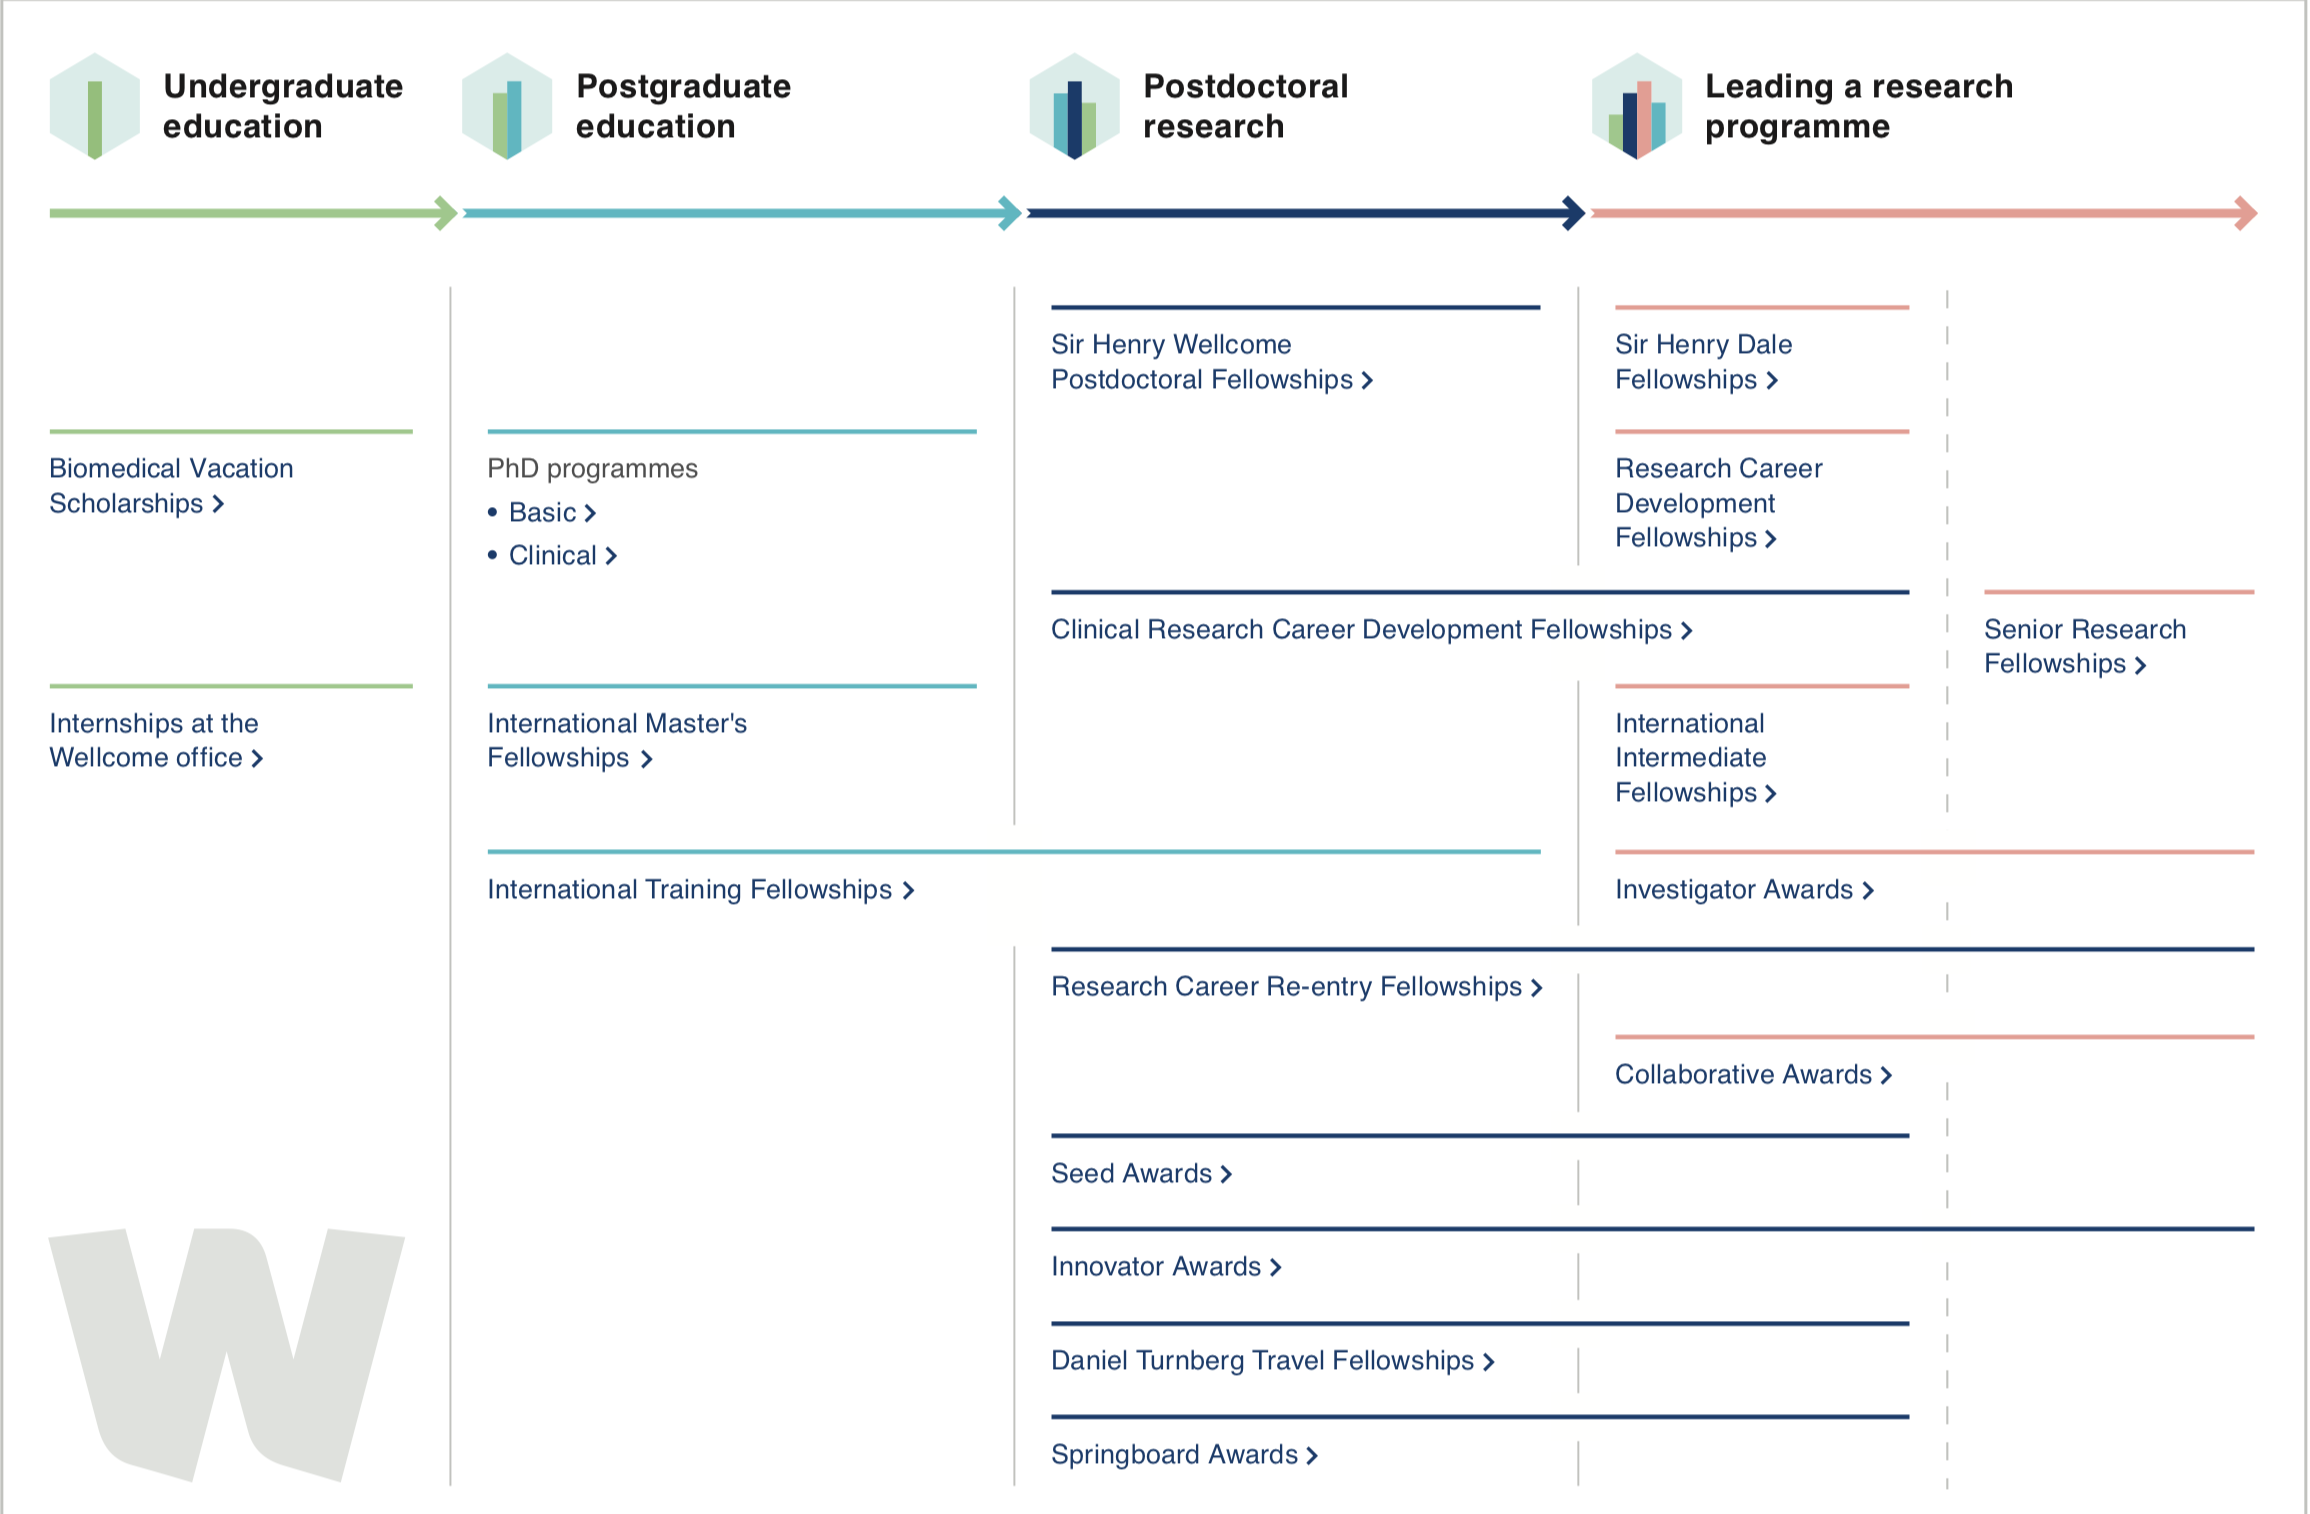 Undergraduate
education
Postgraduate
education
Postdoctoral
research
Leading a research
programme
Biomedical Vacation
Scholarships
Internships at the
Wellcome office
PhD programmes
• Basic
• Clinical
International Master's
Fellowships
International Training Fellowships
Sir Henry Wellcome
Postdoctoral Fellowships
Sir Henry Dale
Fellowships
Research Career
Development
Fellowships
Clinical Research Career Development Fellowships
Senior Research
Fellowships
International
Intermediate
Fellowships
Investigator Awards
Research Career Re-entry Fellowships
Collaborative Awards
Seed Awards
Innovator Awards
Daniel Turnberg Travel Fellowships
Springboard Awards
W